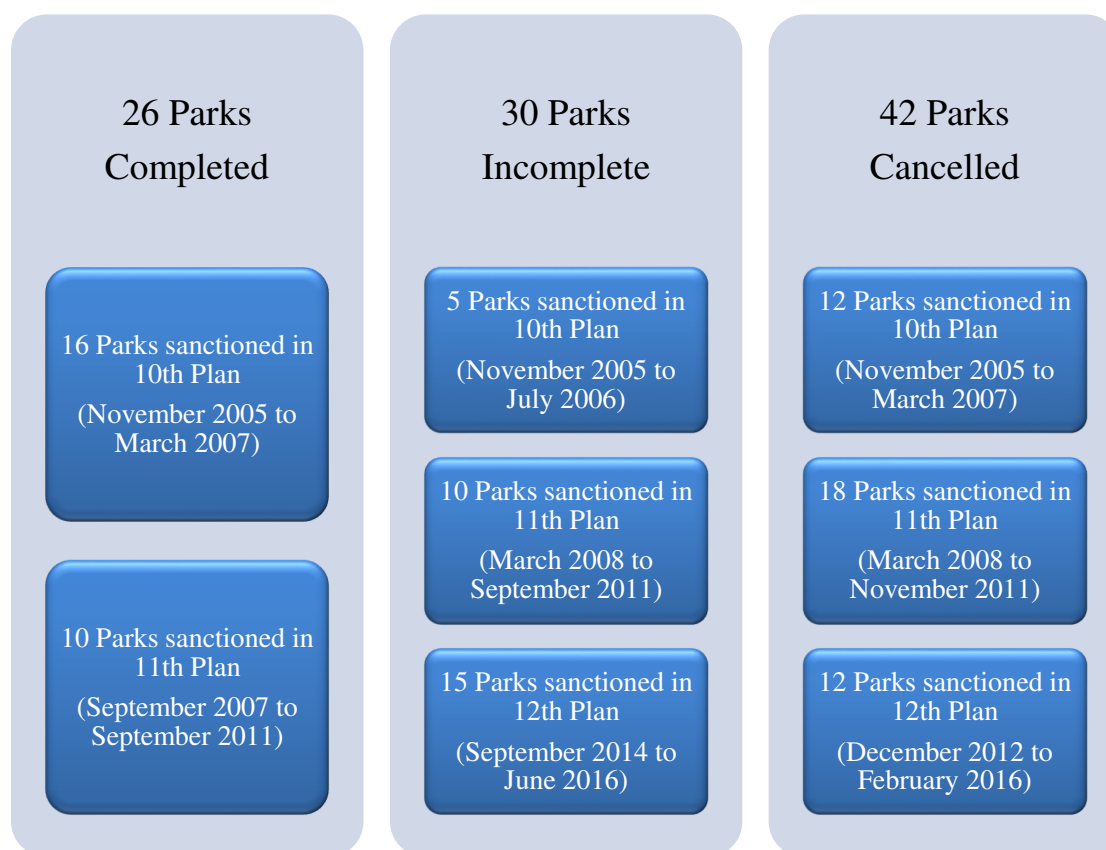 26 Parks
Completed
16 Parks sanctioned in
10th Plan
(November 2005 to
March 2007)
10 Parks sanctioned in
11th Plan
(September 2007 to
September 2011)
30 Parks
Incomplete
5 Parks sanctioned in
10th Plan
(November 2005 to
July 2006)
10 Parks sanctioned in
11th Plan
(March 2008 to
September 2011)
15 Parks sanctioned in
12th Plan
(September 2014 to
June 2016)
42 Parks
Cancelled
12 Parks sanctioned in
10th Plan
(November 2005 to
March 2007)
18 Parks sanctioned in
11th Plan
(March 2008 to
November 2011)
12 Parks sanctioned in
12th Plan
(December 2012 to
February 2016)